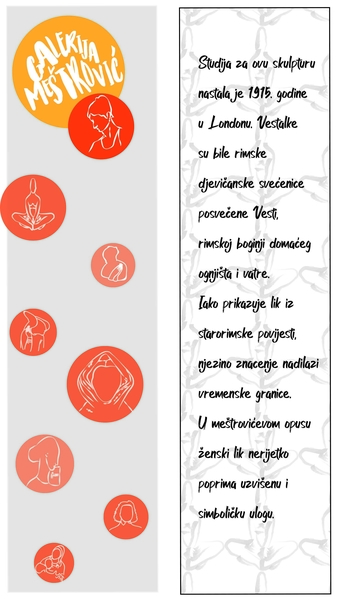 GALERIJA
MEŠTROVIĆ
Studija za ovu skulpturu
nastala je 1915. godine
u Londonu. Vestalke
su bile rimske
djevičanske svećenice
posvećene Vesti,
rimskoj boginji domaćeg
ognjišta i vatre.
Iako prikazuje lik iz
starorimske povijesti,
njezino značenje nadilazi
vremenske granice.
U meštrovićevom opusu
ženski lik nerijetko
poprima uzvišenu i
simboličku ulogu.